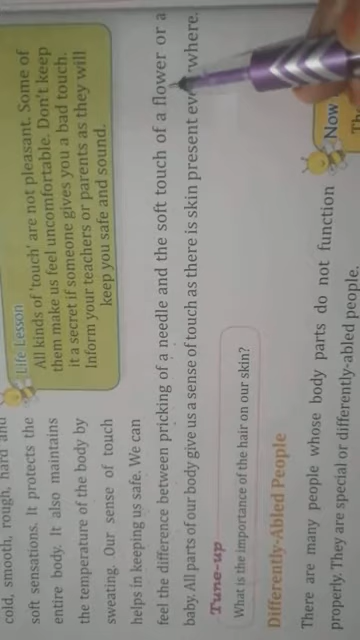 cold, smooth, rough, hard and
soft sensations. It protects the
entire body. It also maintains
the temperature of the body by
sweating. Our sense of touch
helps in keeping us safe. We can
feel the difference between pricking of a needle and the soft touch of a flower or a
baby. All parts of our body give us a sense of touch as there is skin present everywhere.
Life Lesson
All kinds of 'touch' are not pleasant. Some of
them make us feel uncomfortable. Don't keep
it a secret if someone gives you a bad touch.
Inform your teachers or parents as they will
keep you safe and sound.
Tune-up
What is the importance of the hair on our skin?
Differently-Abled People
There are many people whose body parts do not function
properly. They are special or differently-abled people.
Now